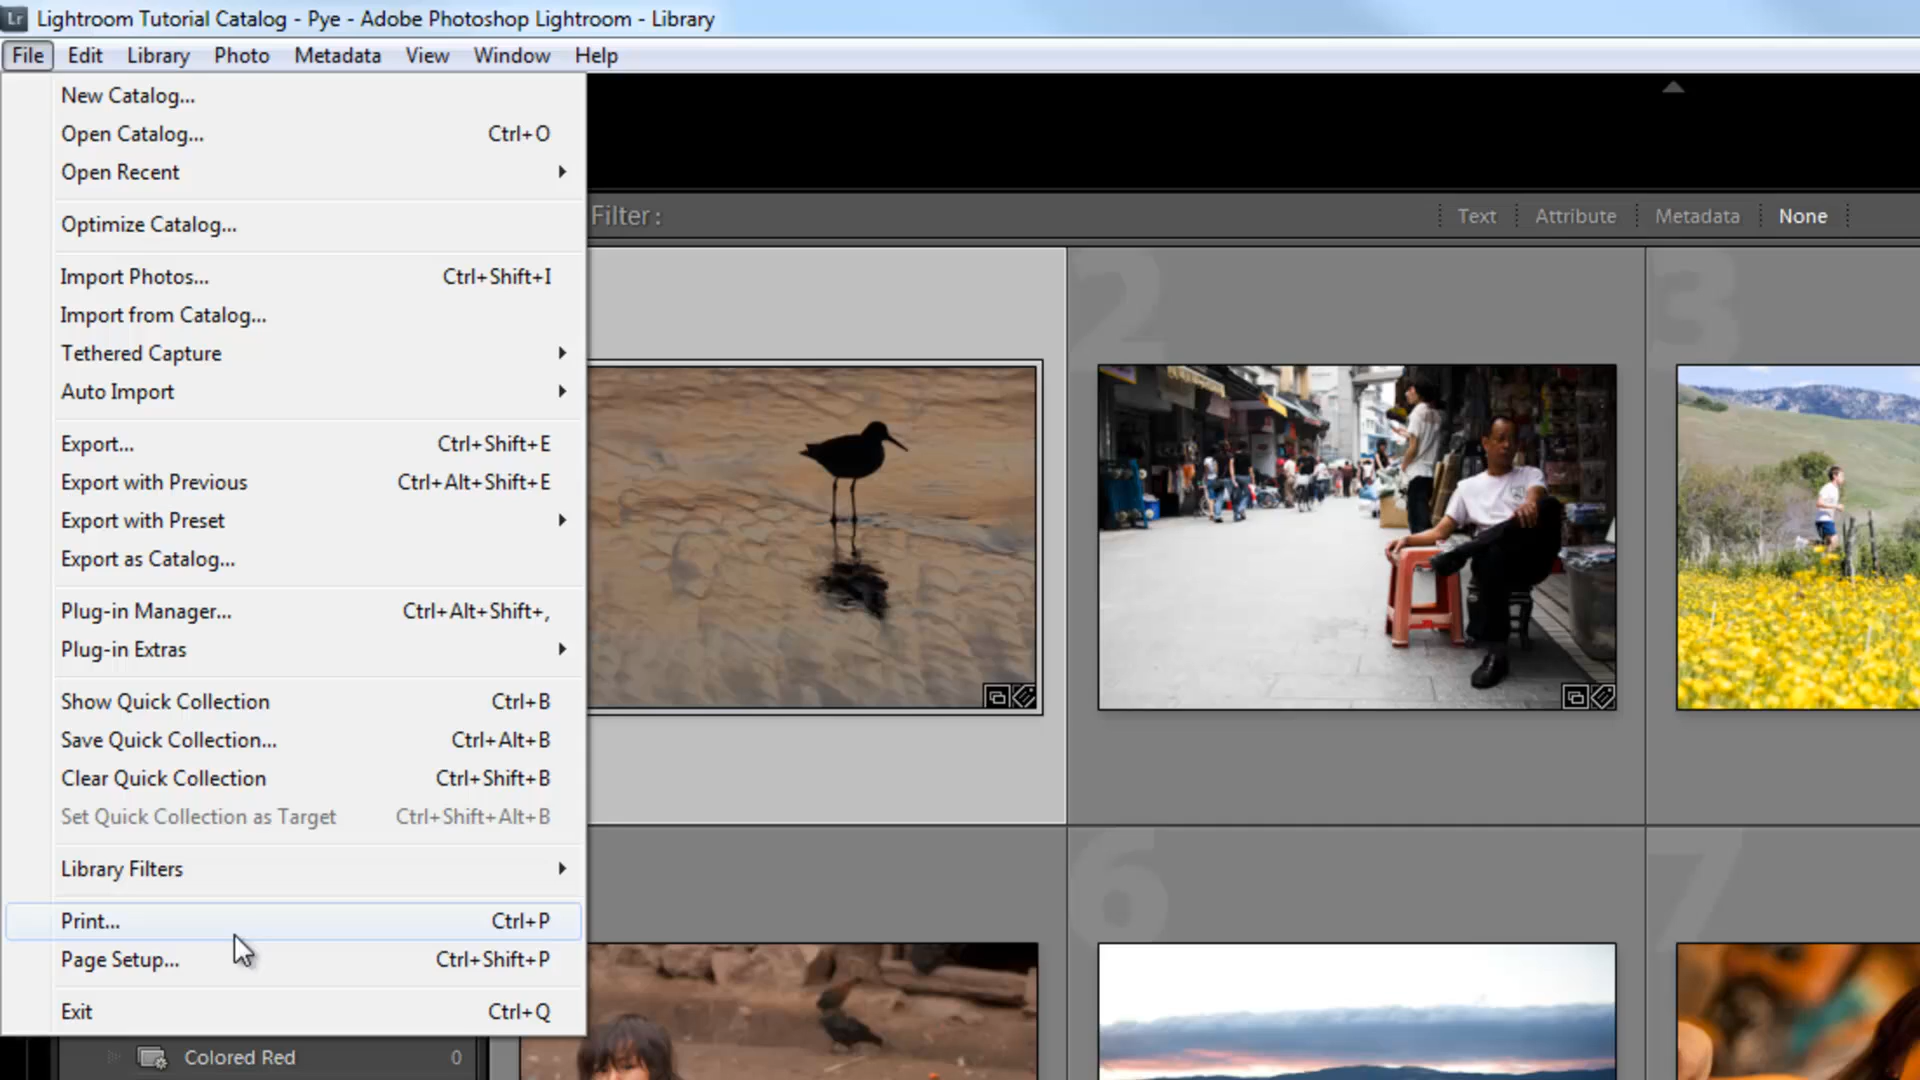 Lr Lightroom Tutorial Catalog - Pye - Adobe Photoshop Lightroom - Library
File Edit Library Photo Metadata View Window Help
New Catalog...
Open Catalog... Ctrl+O
Open Recent
Optimize Catalog...
Import Photos... Ctrl+Shift+I
Import from Catalog...
Tethered Capture
Auto Import
Export... Ctrl+Shift+E
Export with Previous Ctrl+Alt+Shift+E
Export with Preset
Export as Catalog...
Plug-in Manager... Ctrl+Alt+Shift+,
Plug-in Extras
Show Quick Collection Ctrl+B
Save Quick Collection... Ctrl+Alt+B
Clear Quick Collection Ctrl+Shift+B
Set Quick Collection as Target Ctrl+Shift+Alt+B
Library Filters
Print... Ctrl+P
Page Setup... Ctrl+Shift+P
Exit Ctrl+Q
Colored Red 0
Filter : Text Attribute Metadata None
2 3
6 7